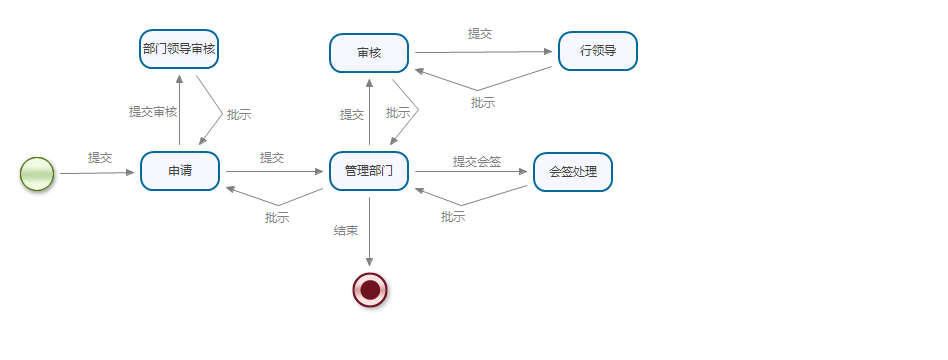 部门领导审核
审核
提交
行领导
提交审核
批示
提交
批示
批示
提交
申请
提交
管理部门
提交会签
会签处理
批示
批示
结束